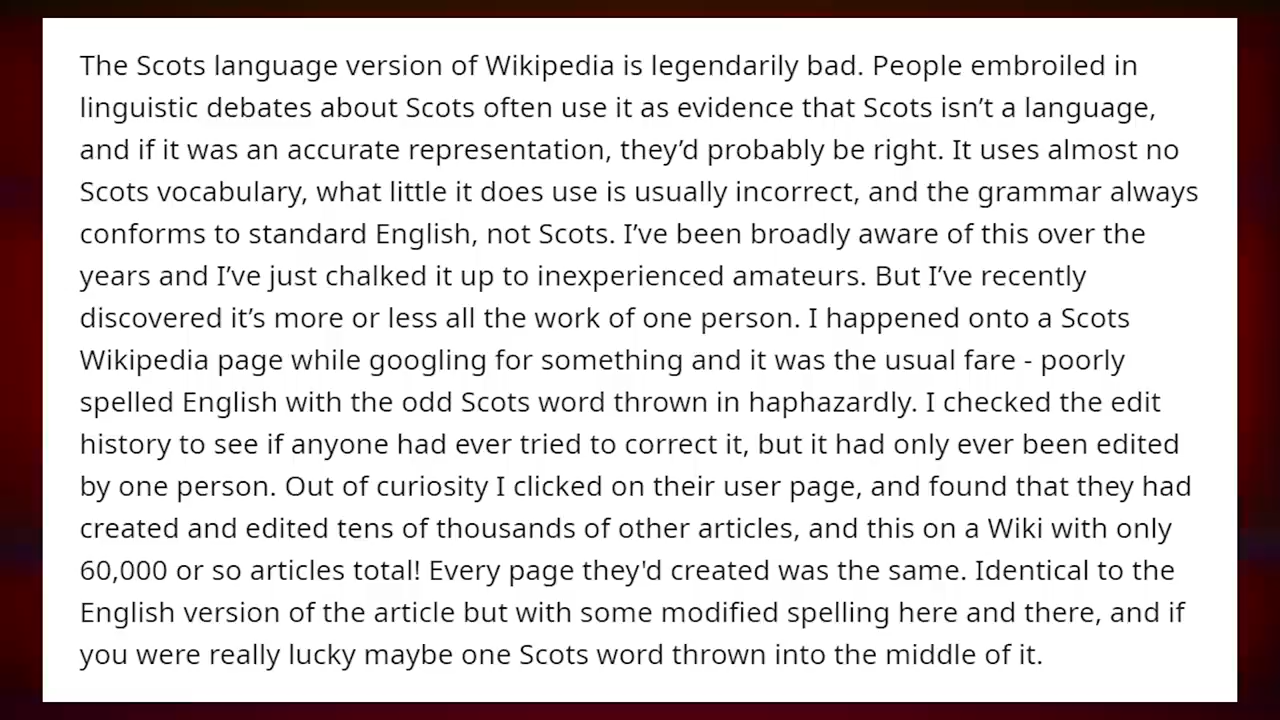 The Scots language version of Wikipedia is legendarily bad. People embroiled in
linguistic debates about Scots often use it as evidence that Scots isn’t a language,
and if it was an accurate representation, they’d probably be right. It uses almost no
Scots vocabulary, what little it does use is usually incorrect, and the grammar always
conforms to standard English, not Scots. I’ve been broadly aware of this over the
years and I’ve just chalked it up to inexperienced amateurs. But I’ve recently
discovered it’s more or less all the work of one person. I happened onto a Scots
Wikipedia page while googling for something and it was the usual fare - poorly
spelled English with the odd Scots word thrown in haphazardly. I checked the edit
history to see if anyone had ever tried to correct it, but it had only ever been edited
by one person. Out of curiosity I clicked on their user page, and found that they had
created and edited tens of thousands of other articles, and this on a Wiki with only
60,000 or so articles total! Every page they'd created was the same. Identical to the
English version of the article but with some modified spelling here and there, and if
you were really lucky maybe one Scots word thrown into the middle of it.